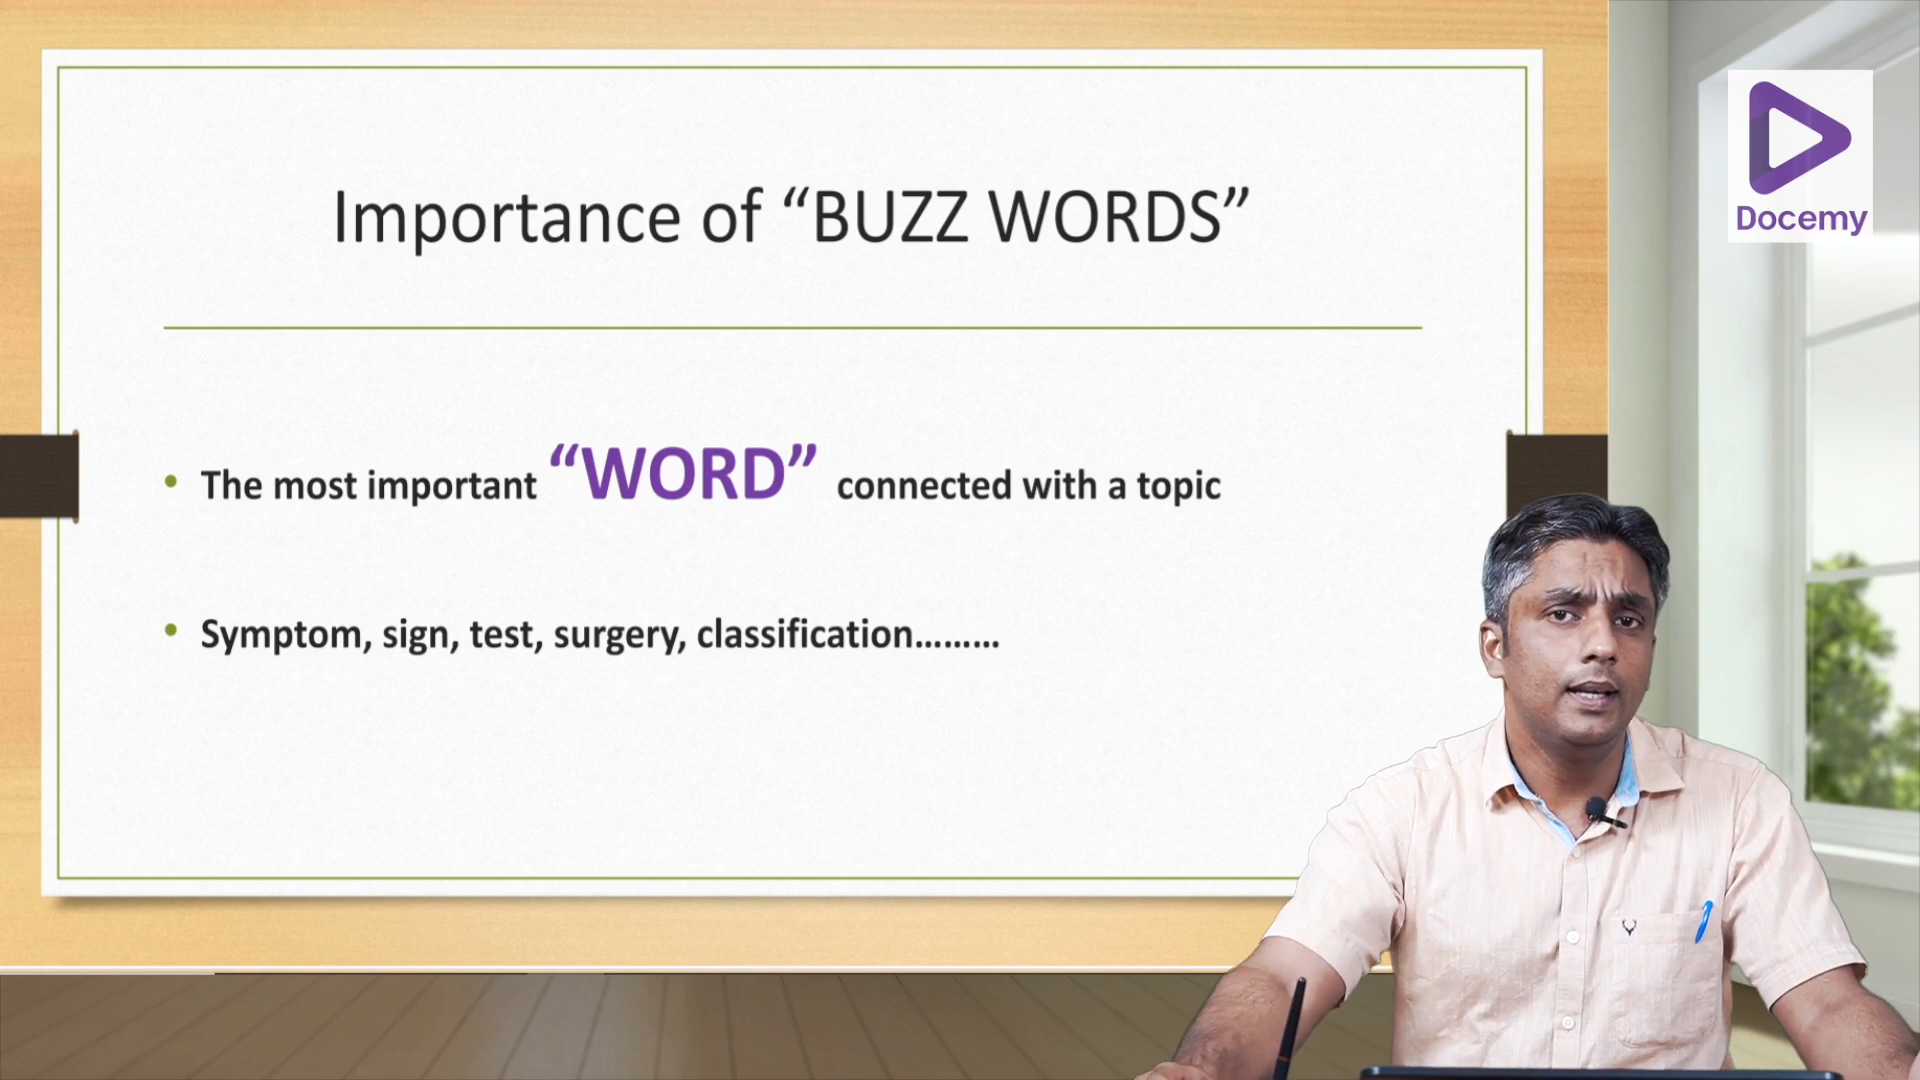 Importance of “BUZZ WORDS”
• The most important “WORD” connected with a topic
• Symptom, sign, test, surgery, classification.........
Docemy